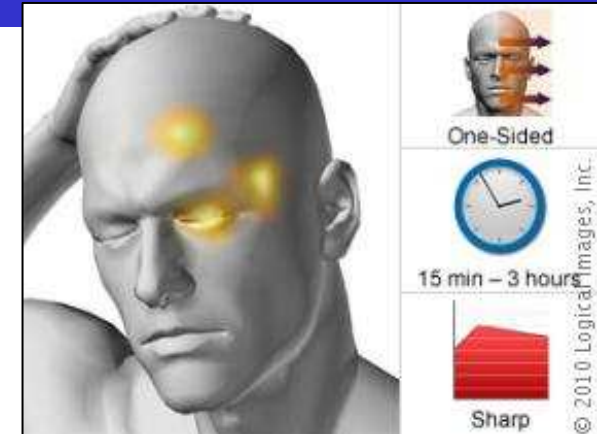 One-Sided
15 min – 3 hours
Sharp
© 2010 Logical Images, Inc.